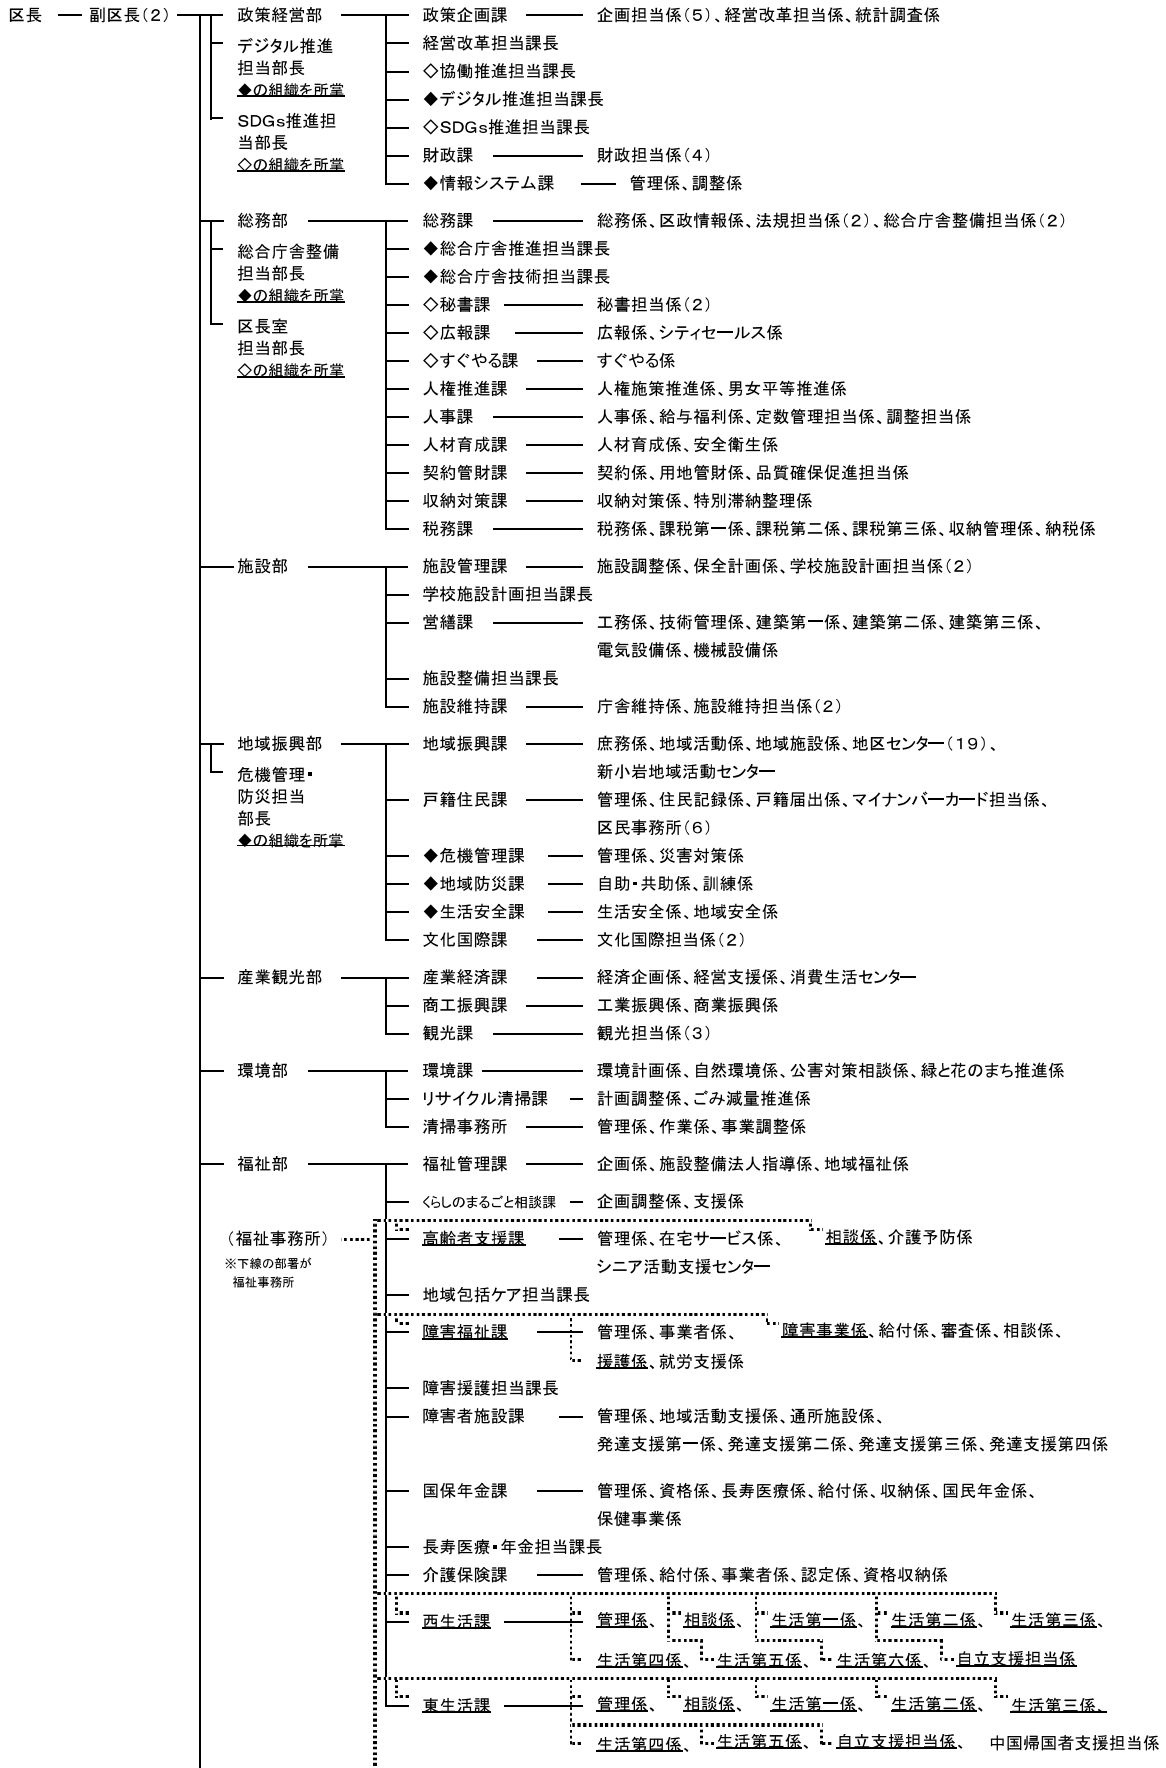 区長 副区長（２） 政策経営部 政策企画課 企画担当係（５）、経営改革担当係、統計調査係
デジタル推進
担当部長
◆の組織を所掌
SDGs推進担
当部長
◇の組織を所掌
経営改革担当課長
◇協働推進担当課長
◆デジタル推進担当課長
◇SDGs推進担当課長
財政課 財政担当係（４）
◆情報システム課 管理係、調整係
総務部 総務課 総務係、区政情報係、法規担当係（２）、総合庁舎整備担当係（２）
総合庁舎整備
担当部長
◆の組織を所掌
区長室
担当部長
◇の組織を所掌
◆総合庁舎推進担当課長
◆総合庁舎技術担当課長
◇秘書課 秘書担当係（２）
◇広報課 広報係、シティセールス係
◇すぐやる課 すぐやる係
人権推進課 人権施策推進係、男女平等推進係
人事課 人事係、給与福利係、定数管理担当係、調整担当係
人材育成課 人材育成係、安全衛生係
契約管財課 契約係、用地管財係、品質確保促進担当係
収納対策課 収納対策係、特別滞納整理係
税務課 税務係、課税第一係、課税第二係、課税第三係、収納管理係、納税係
施設部 施設管理課 施設調整係、保全計画係、学校施設計画担当係（２）
学校施設計画担当課長
営繕課 工務係、技術管理係、建築第一係、建築第二係、建築第三係、
電気設備係、機械設備係
施設整備担当課長
施設維持課 庁舎維持係、施設維持担当係（２）
地域振興部 地域振興課 庶務係、地域活動係、地域施設係、地区センター（１９）、
新小岩地域活動センター
危機管理・
防災担当
部長
◆の組織を所掌
戸籍住民課 管理係、住民記録係、戸籍届出係、マイナンバーカード担当係、
区民事務所（６）
◆危機管理課 管理係、災害対策係
◆地域防災課 自助・共助係、訓練係
◆生活安全課 生活安全係、地域安全係
文化国際課 文化国際担当係（２）
産業観光部 産業経済課 経済企画係、経営支援係、消費生活センター
商工振興課 工業振興係、商業振興係
観光課 観光担当係（３）
環境部 環境課 環境計画係、自然環境係、公害対策相談係、緑と花のまち推進係
リサイクル清掃課 計画調整係、ごみ減量推進係
清掃事務所 管理係、作業係、事業調整係
福祉部 福祉管理課 企画係、施設整備法人指導係、地域福祉係
くらしのまるごと相談課 企画調整係、支援係
（福祉事務所） 高齢者支援課 管理係、在宅サービス係、 相談係、介護予防係
※下線の部署が
福祉事務所
シニア活動支援センター
地域包括ケア担当課長
障害福祉課 管理係、事業者係、 障害事業係、給付係、審査係、相談係、
援護係、就労支援係
障害援護担当課長
障害者施設課 管理係、地域活動支援係、通所施設係、
発達支援第一係、発達支援第二係、発達支援第三係、発達支援第四係
国保年金課 管理係、資格係、長寿医療係、給付係、収納係、国民年金係、
保健事業係
長寿医療・年金担当課長
介護保険課 管理係、給付係、事業者係、認定係、資格収納係
西生活課 管理係、 相談係、 生活第一係、 生活第二係、 生活第三係、
生活第四係、 生活第五係、 生活第六係、 自立支援担当係
東生活課 管理係、 相談係、 生活第一係、 生活第二係、 生活第三係、
生活第四係、 生活第五係、 自立支援担当係、 中国帰国者支援担当係